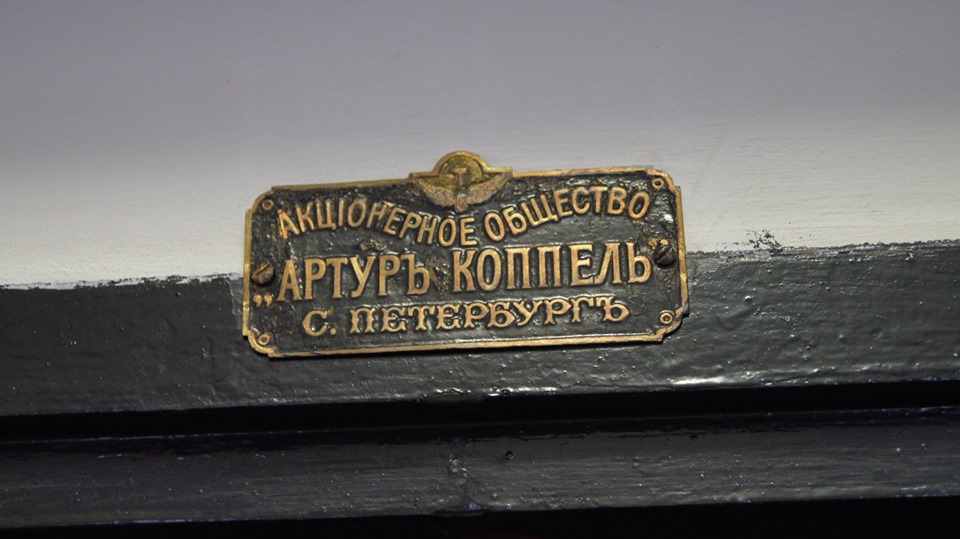 АКЦІОНЕРНОЕ ОБЩЕСТВО
„АРТУРЪ КОППЕЛЬ”
С. ПЕТЕРБУРГЪ